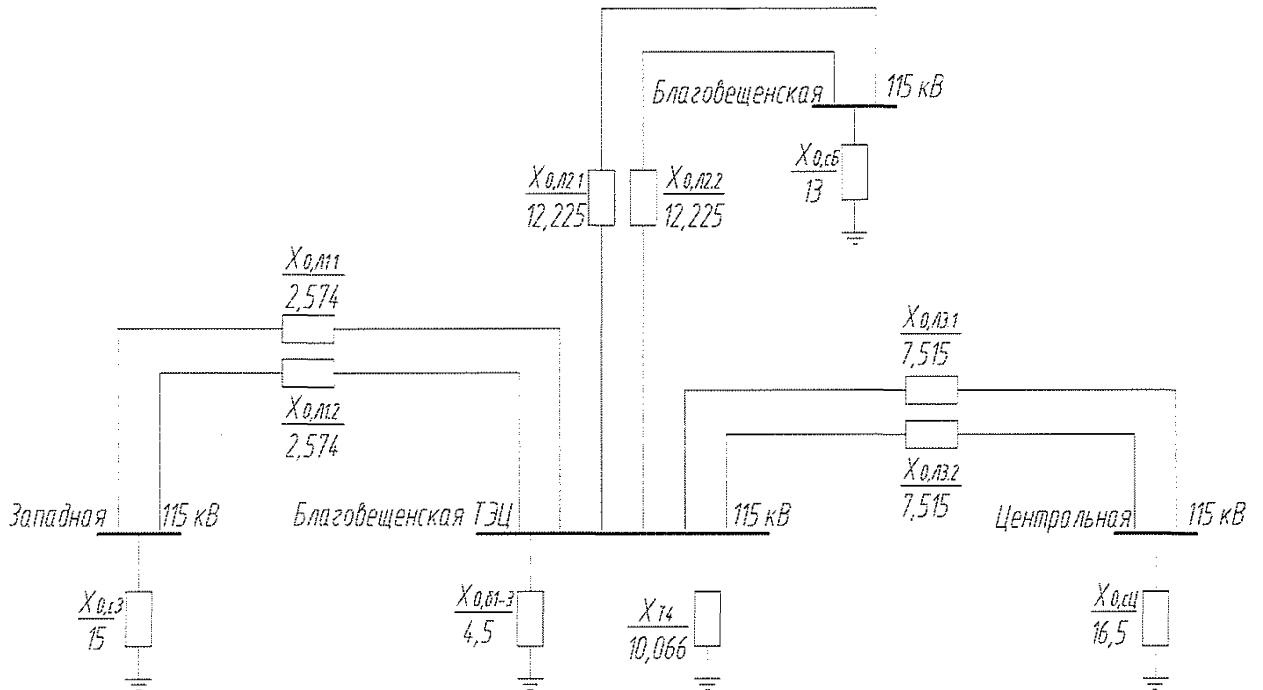 Благовещенская 115 кВ
X0,сБ
13
X0,Л2.1
12,225
X0,Л2.2
12,225
X0,Л1.1
2,574
X0,Л1.2
2,574
X0,Л3.1
7,515
X0,Л3.2
7,515
Западная 115 кВ
Благовещенская ТЭЦ 115 кВ
Центральная 115 кВ
X0,сЗ
15
X0,б1-3
4,5
XТ4
10,066
X0,сЦ
16,5